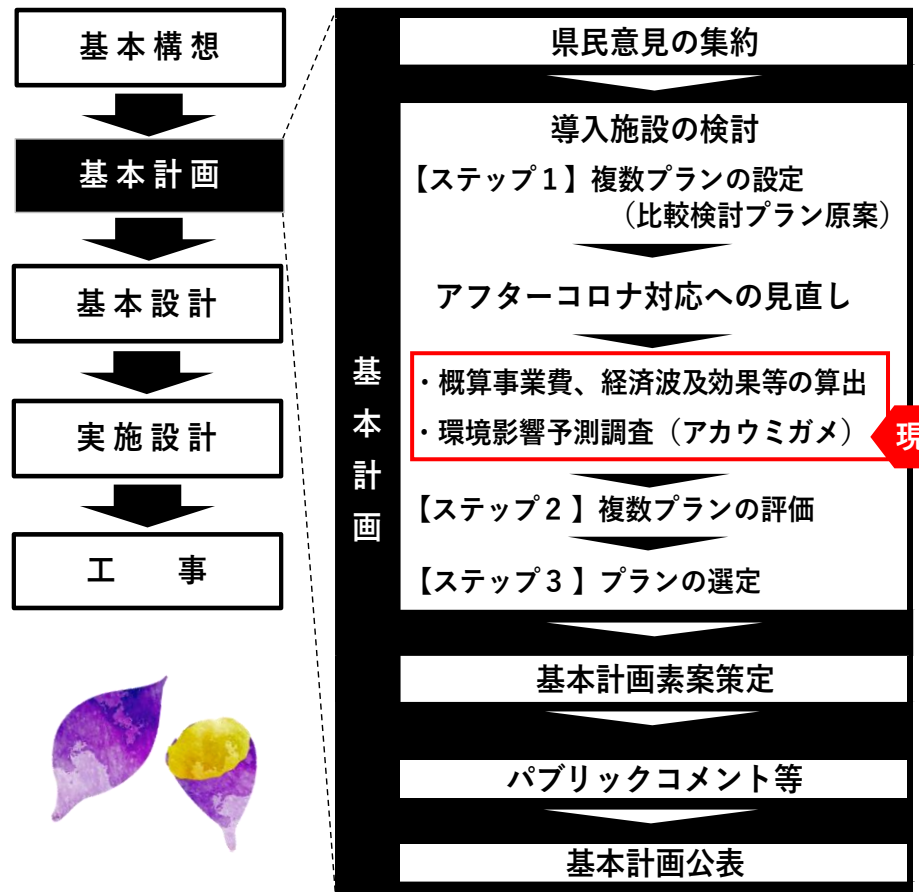 基本構想
基本計画
基本設計
実施設計
工事
基本計画
県民意見の集約
導入施設の検討
【ステップ１】複数プランの設定
（比較検討プラン原案）
アフターコロナ対応への見直し
・概算事業費、経済波及効果等の算出
・環境影響予測調査（アカウミガメ）
現
【ステップ２】複数プランの評価
【ステップ３】プランの選定
基本計画素案策定
パブリックコメント等
基本計画公表